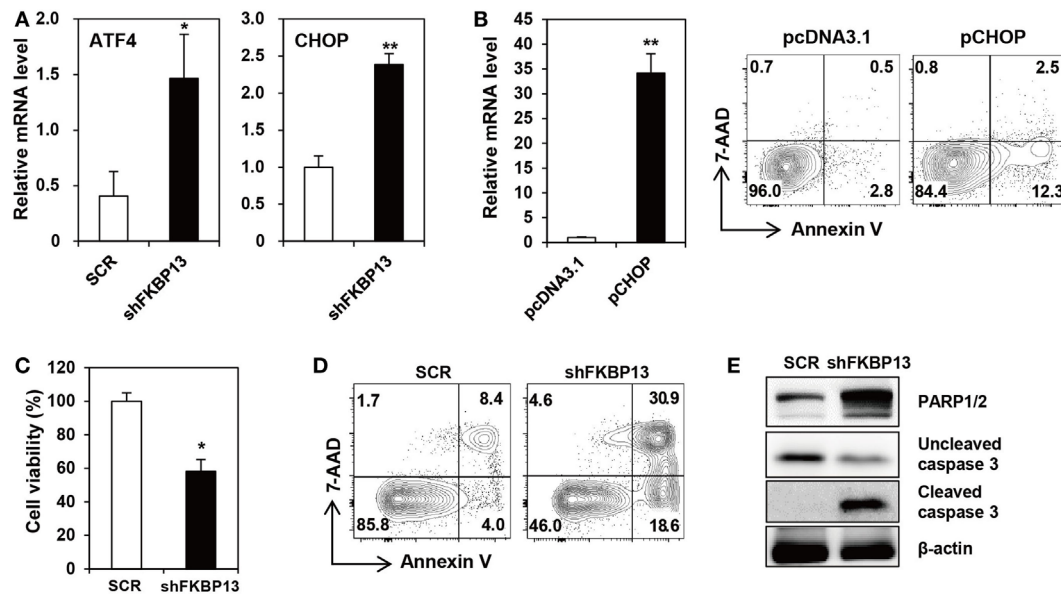 A
Relative mRNA level
2.0
1.5
1.0
0.5
0
ATF4
*
SCR
shFKBP13
3.0
2.5
2.0
1.5
1.0
0.5
0
CHOP
**
shFKBP13
B
Relative mRNA level
45
40
35
30
25
20
15
10
5
0
**
pcDNA3.1
pCHOP
pcDNA3.1
0.7
0.5
96.0
2.8
pCHOP
0.8
2.5
84.4
12.3
7-AAD
Annexin V
C
Cell viability (%)
120
100
80
60
40
20
0
*
SCR
shFKBP13
D
SCR
1.7
8.4
85.8
4.0
shFKBP13
4.6
30.9
46.0
18.6
7-AAD
Annexin V
E
SCR shFKBP13
PARP1/2
Uncleaved
caspase 3
Cleaved
caspase 3
β-actin